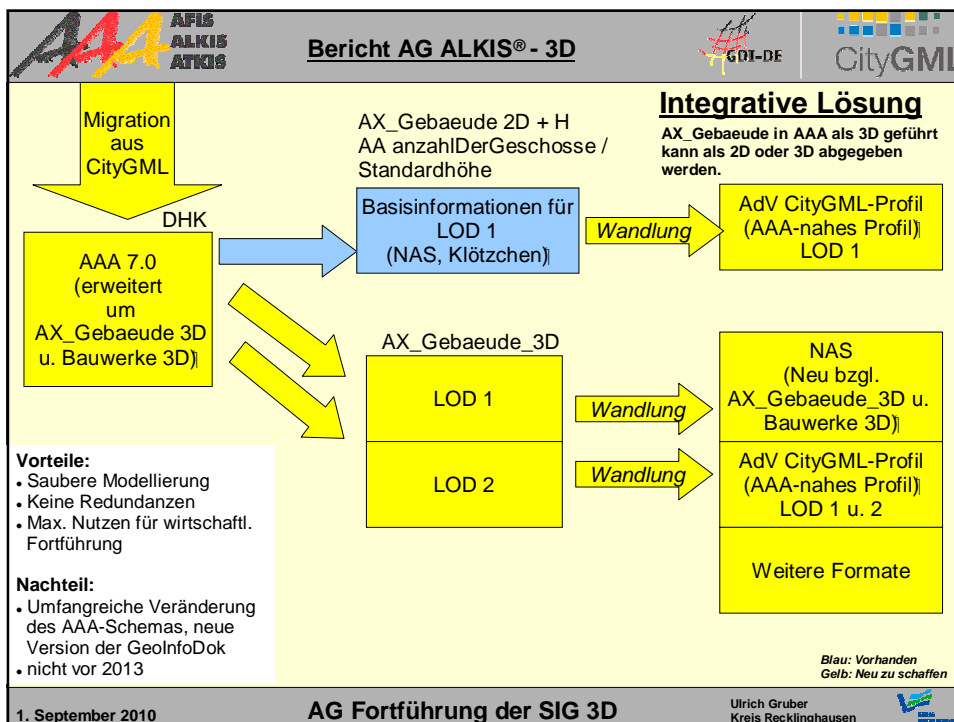 AFIS
ALKIS
ATKIS
Bericht AG ALKIS® - 3D
GDI-DE
CityGML
Migration
aus
CityGML
DHK
AAA 7.0
(erweitert
um
AX_Gebaeude 3D
u. Bauwerke 3D)
AX_Gebaeude 2D + H
AA anzahlDerGeschosse /
Standardhöhe
Basisinformationen für
LOD 1
(NAS, Klötzchen)
Wandlung
Integrative Lösung
AX_Gebaeude in AAA als 3D geführt
kann als 2D oder 3D abgegeben
werden.
AdV CityGML-Profil
(AAA-nahes Profil)
LOD 1
AX_Gebaeude_3D
LOD 1
LOD 2
Wandlung
Wandlung
NAS
(Neu bzgl.
AX_Gebaeude_3D u.
Bauwerke 3D)
AdV CityGML-Profil
(AAA-nahes Profil)
LOD 1 u. 2
Weitere Formate
Vorteile:
• Saubere Modellierung
• Keine Redundanzen
• Max. Nutzen für wirtschaftl.
Fortführung
Nachteil:
• Umfangreiche Veränderung
des AAA-Schemas, neue
Version der GeoInfoDok
• nicht vor 2013
Blau: Vorhanden
Gelb: Neu zu schaffen
1. September 2010
AG Fortführung der SIG 3D
Ulrich Gruber
Kreis Recklinghausen